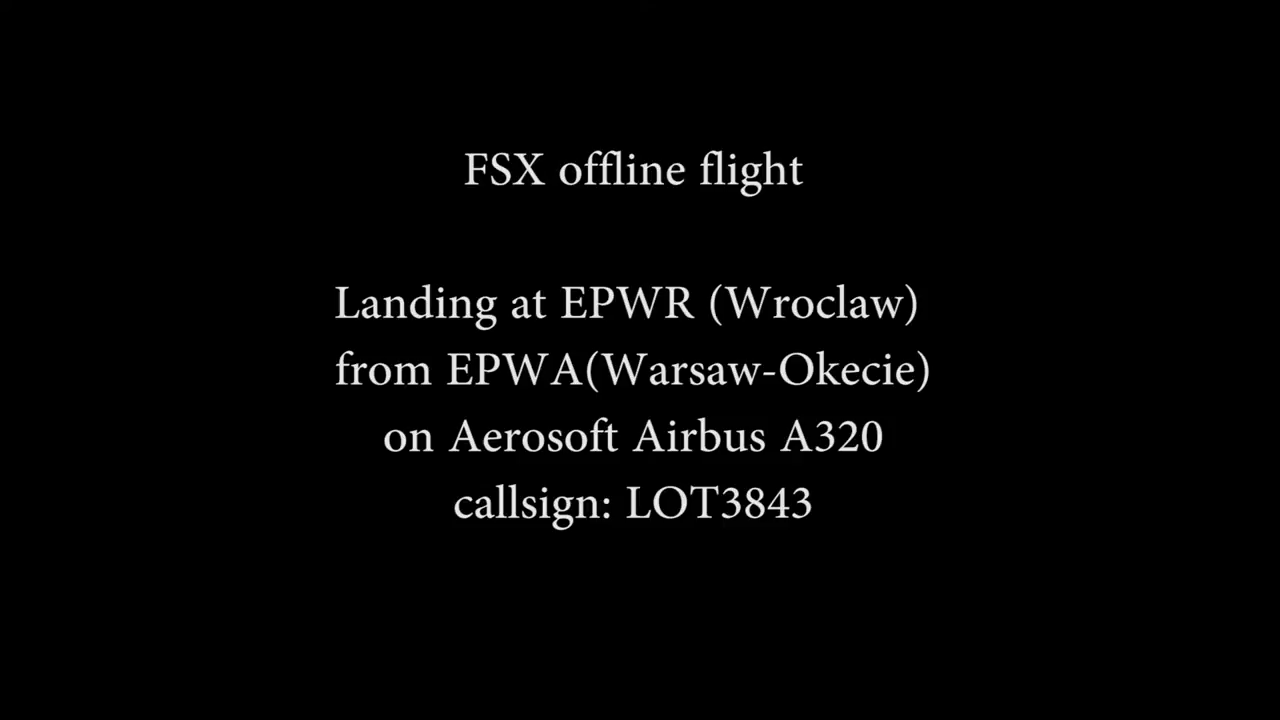 FSX offline flight
Landing at EPWR (Wroclaw)
from EPWA(Warsaw-Okecie)
on Aerosoft Airbus A320
callsign: LOT3843